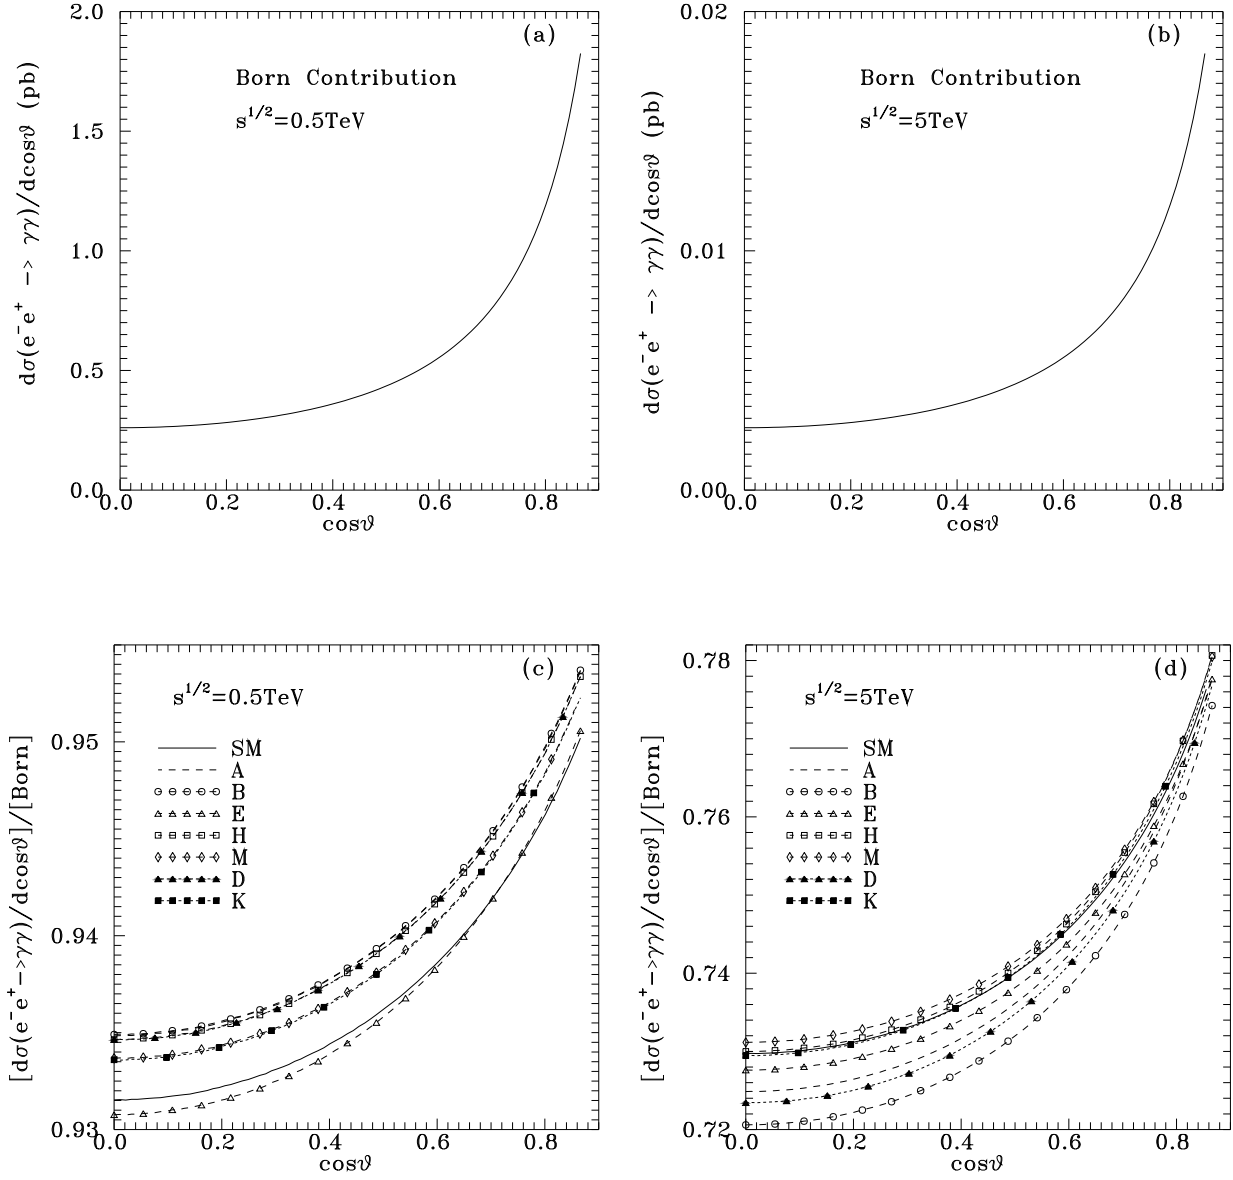 (a)
Born Contribution
s^1/2=0.5TeV
dσ(e⁻e⁺ -> γγ)/dcosϑ (pb)
2.0
1.5
1.0
0.5
0.0
0.0 0.2 0.4 0.6 0.8
cosϑ
(b)
Born Contribution
s^1/2=5TeV
dσ(e⁻e⁺ -> γγ)/dcosϑ (pb)
0.02
0.01
0.00
0.0 0.2 0.4 0.6 0.8
cosϑ
(c)
s^1/2=0.5TeV
SM
A
B
E
H
M
D
K
[dσ(e⁻e⁺->γγ)/dcosϑ]/[Born]
0.95
0.94
0.93
0.0 0.2 0.4 0.6 0.8
cosϑ
(d)
s^1/2=5TeV
SM
A
B
E
H
M
D
K
[dσ(e⁻e⁺->γγ)/dcosϑ]/[Born]
0.78
0.76
0.74
0.72
0.0 0.2 0.4 0.6 0.8
cosϑ